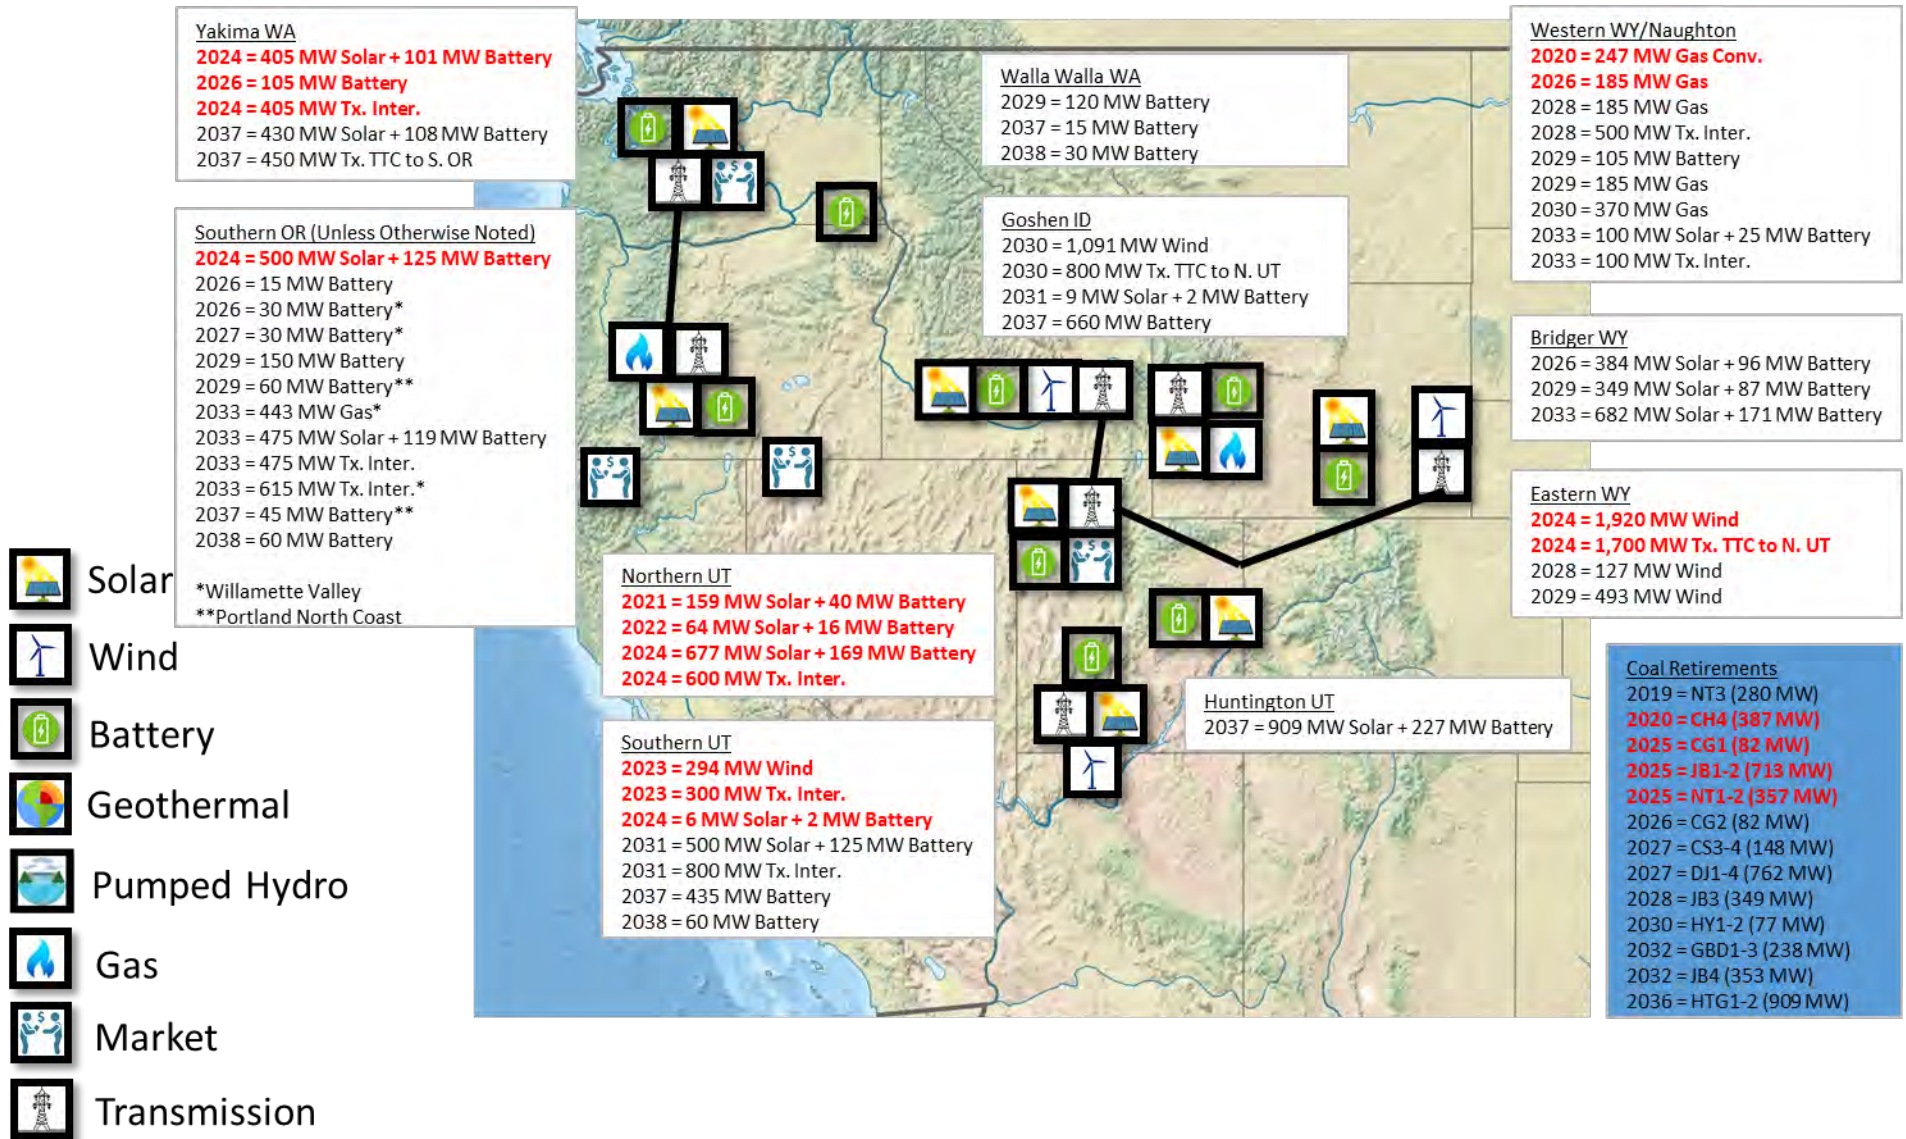 Yakima WA
2024 = 405 MW Solar + 101 MW Battery
2026 = 105 MW Battery
2024 = 405 MW Tx. Inter.
2037 = 430 MW Solar + 108 MW Battery
2037 = 450 MW Tx. TTC to S. OR
Southern OR (Unless Otherwise Noted)
2024 = 500 MW Solar + 125 MW Battery
2026 = 15 MW Battery
2026 = 30 MW Battery*
2027 = 30 MW Battery*
2029 = 150 MW Battery
2029 = 60 MW Battery**
2033 = 443 MW Gas*
2033 = 475 MW Solar + 119 MW Battery
2033 = 475 MW Tx. Inter.
2033 = 615 MW Tx. Inter.*
2037 = 45 MW Battery**
2038 = 60 MW Battery
*Willamette Valley
**Portland North Coast
Walla Walla WA
2029 = 120 MW Battery
2037 = 15 MW Battery
2038 = 30 MW Battery
Goshen ID
2030 = 1,091 MW Wind
2030 = 800 MW Tx. TTC to N. UT
2031 = 9 MW Solar + 2 MW Battery
2037 = 660 MW Battery
Western WY/Naughton
2020 = 247 MW Gas Conv.
2026 = 185 MW Gas
2028 = 185 MW Gas
2028 = 500 MW Tx. Inter.
2029 = 105 MW Battery
2029 = 185 MW Gas
2030 = 370 MW Gas
2033 = 100 MW Solar + 25 MW Battery
2033 = 100 MW Tx. Inter.
Bridger WY
2026 = 384 MW Solar + 96 MW Battery
2029 = 349 MW Solar + 87 MW Battery
2033 = 682 MW Solar + 171 MW Battery
Eastern WY
2024 = 1,920 MW Wind
2024 = 1,700 MW Tx. TTC to N. UT
2028 = 127 MW Wind
2029 = 493 MW Wind
Northern UT
2021 = 159 MW Solar + 40 MW Battery
2022 = 64 MW Solar + 16 MW Battery
2024 = 677 MW Solar + 169 MW Battery
2024 = 600 MW Tx. Inter.
Southern UT
2023 = 294 MW Wind
2023 = 300 MW Tx. Inter.
2024 = 6 MW Solar + 2 MW Battery
2031 = 500 MW Solar + 125 MW Battery
2031 = 800 MW Tx. Inter.
2037 = 435 MW Battery
2038 = 60 MW Battery
Huntington UT
2037 = 909 MW Solar + 227 MW Battery
Coal Retirements
2019 = NT3 (280 MW)
2020 = CH4 (387 MW)
2025 = CG1 (82 MW)
2025 = JB1-2 (713 MW)
2025 = NT1-2 (357 MW)
2026 = CG2 (82 MW)
2027 = CS3-4 (148 MW)
2027 = DJ1-4 (762 MW)
2028 = JB3 (349 MW)
2030 = HY1-2 (77 MW)
2032 = GBD1-3 (238 MW)
2032 = JB4 (353 MW)
2036 = HTG1-2 (909 MW)
Solar
Wind
Battery
Geothermal
Pumped Hydro
Gas
Market
Transmission